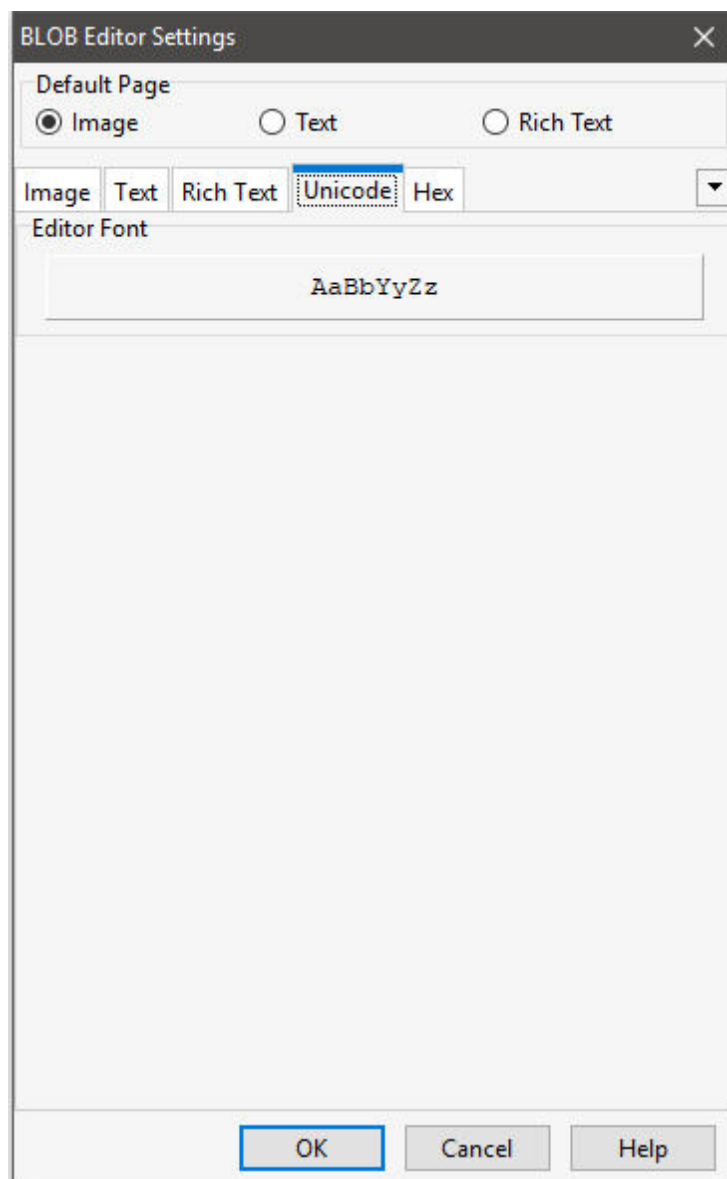 BLOB Editor Settings
Default Page
Image Text Rich Text
Image Text Rich Text Unicode Hex
Editor Font
AaBbYyZz
OK Cancel Help